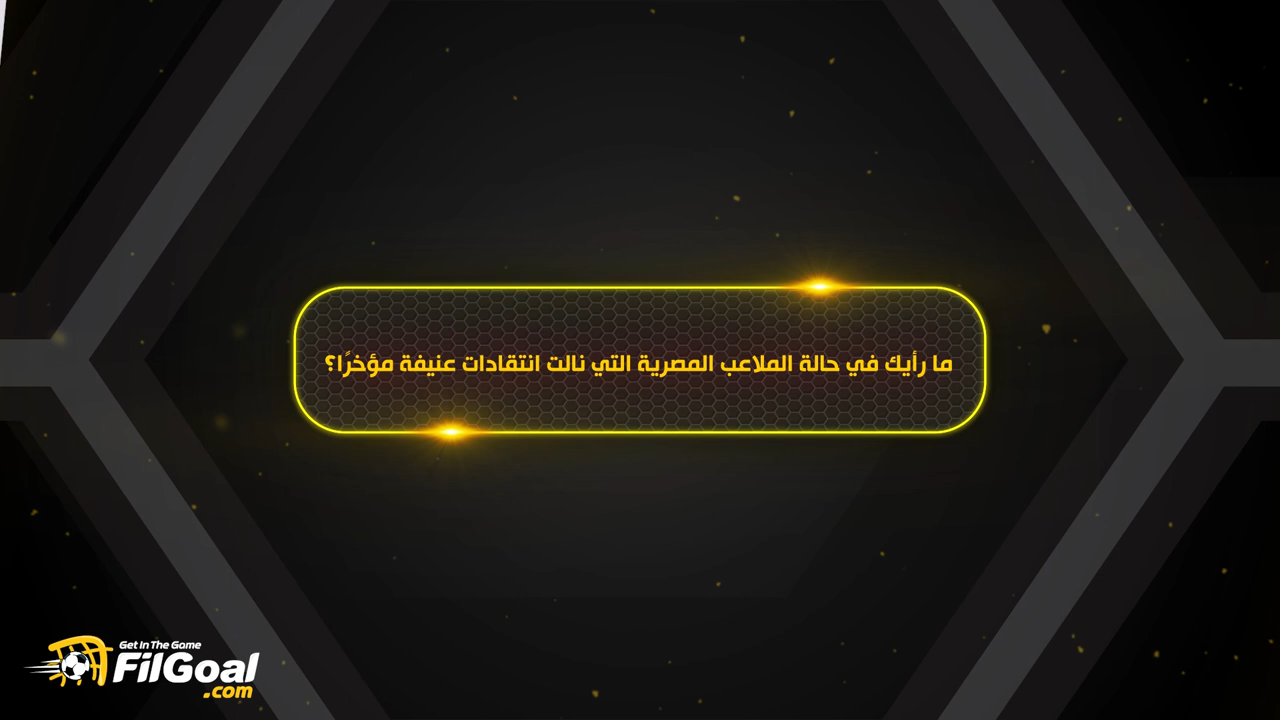 ما رأيك في حالة الملاعب المصرية التي نالت انتقادات عنيفة مؤخرًا؟
Get In The Game
FilGoal
.com